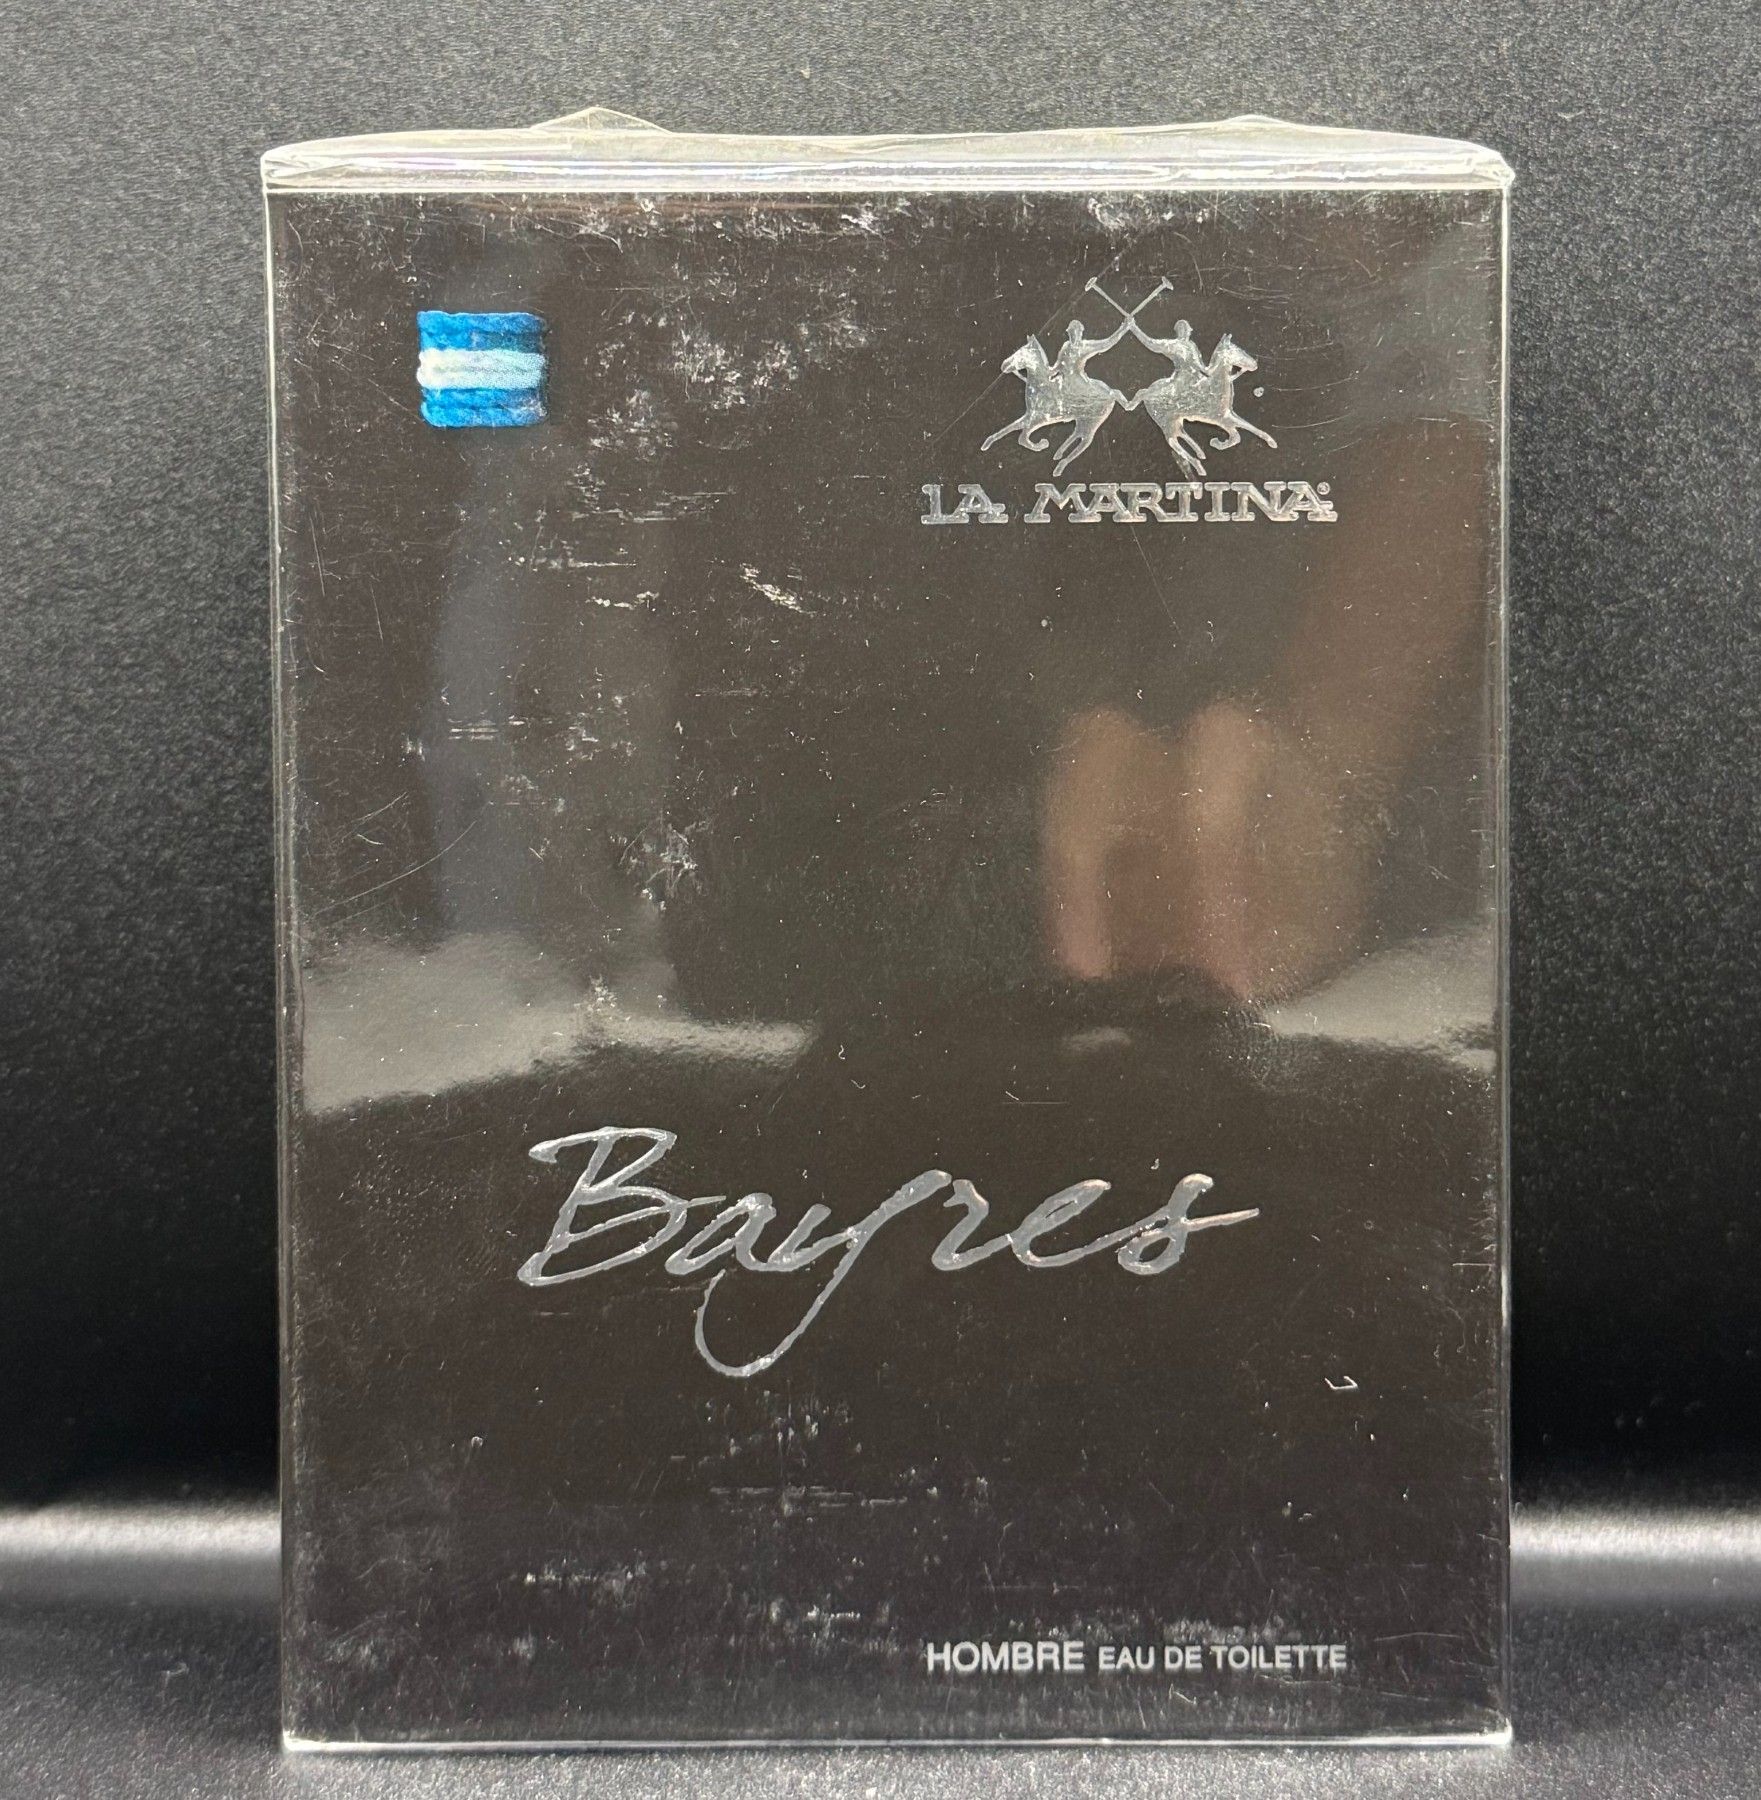 LA MARTINA®
Bayres
HOMBRE EAU DE TOILETTE